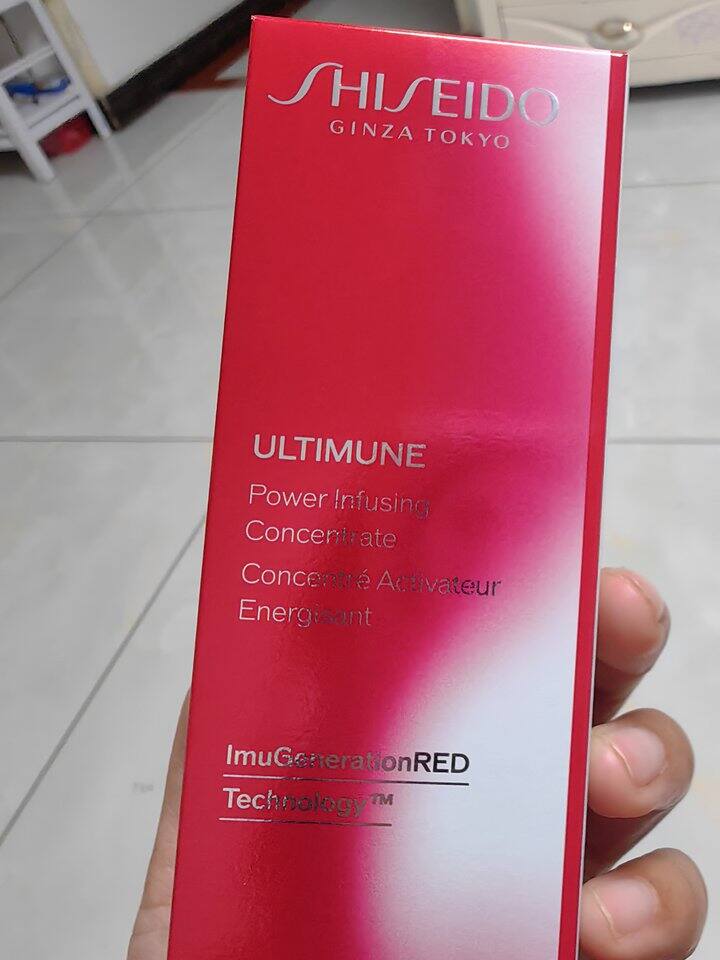 SHISEIDO
GINZA TOKYO
ULTIMUNE
Power Infusing
Concentrate
Concentré Activateur
Energisant
ImuGenerationRED
Technology™